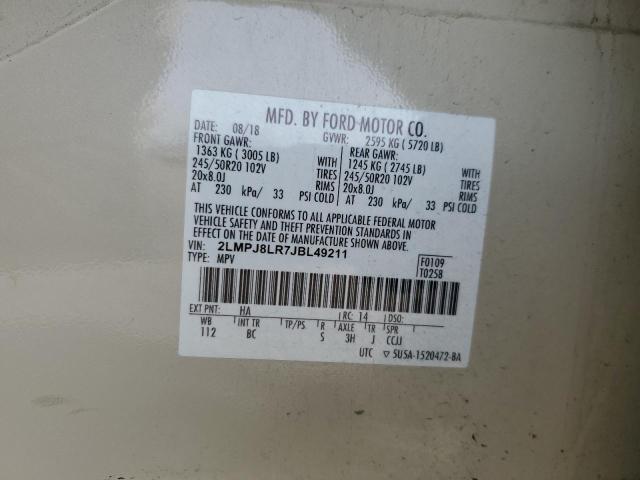 MFD. BY FORD MOTOR CO.
DATE: 08/18 GVWR: 2595 KG ( 5720 LB)
FRONT GAWR: REAR GAWR:
1363 KG ( 3005 LB) WITH 1245 KG ( 2745 LB) WITH
245/50R20 102V TIRES 245/50R20 102V TIRES
20x8.0J RIMS 20x8.0J RIMS
AT 230 kPa/ 33 PSI COLD AT 230 kPa/ 33 PSI COLD
THIS VEHICLE CONFORMS TO ALL APPLICABLE FEDERAL MOTOR
VEHICLE SAFETY AND THEFT PREVENTION STANDARDS IN
EFFECT ON THE DATE OF MANUFACTURE SHOWN ABOVE.
VIN: 2LMPJ8LR7JBL49211 F0109
TYPE: MPV T0258
EXT PNT: HA RC: 14 DSO:
WB INT TR TP/PS R AXLE TR SPR
112 BC S 3H J CCJJ
UTC ▽ 5U5A-1520472-BA